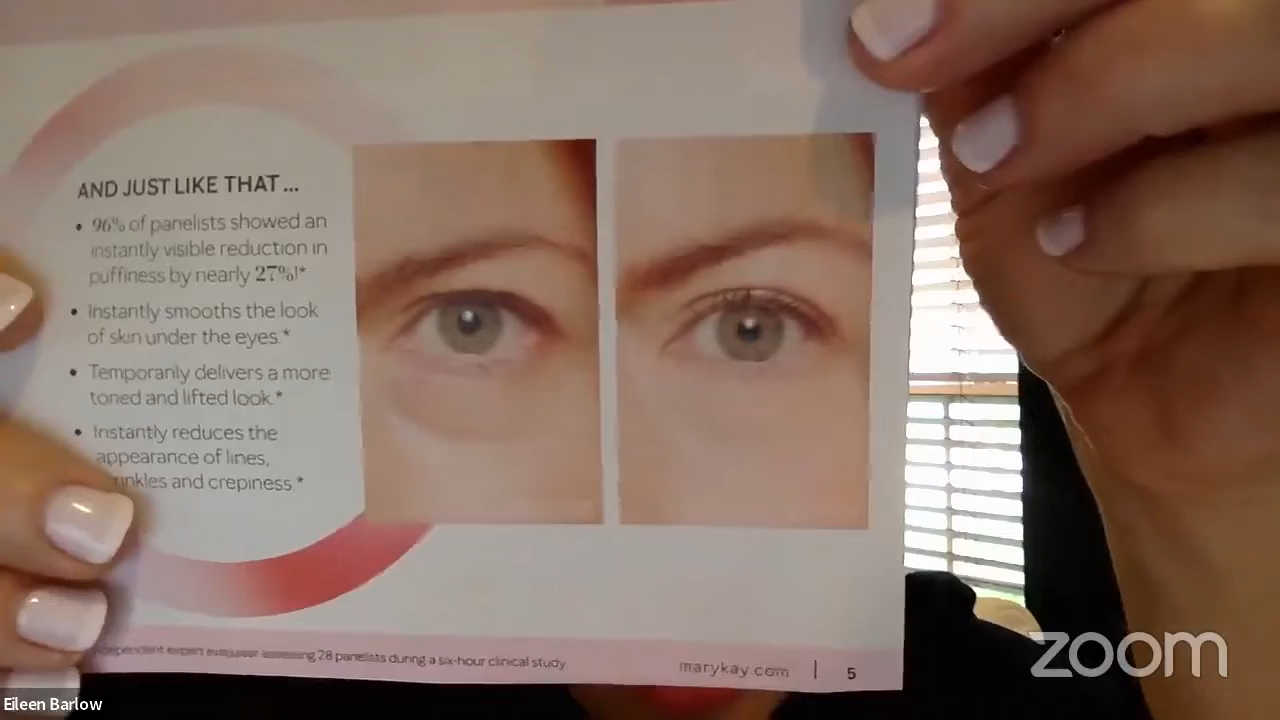 AND JUST LIKE THAT...
• 96% of panelists showed an
instantly visible reduction in
puffiness by nearly 27%!*
• Instantly smooths the look
of skin under the eyes.*
• Temporarily delivers a more
toned and lifted look.*
• Instantly reduces the
appearance of lines,
and crepiness.*
expert evaluator assessing 28 panelists during a six-hour clinical study
marykay.com | 5
zoom
Eileen Barlow